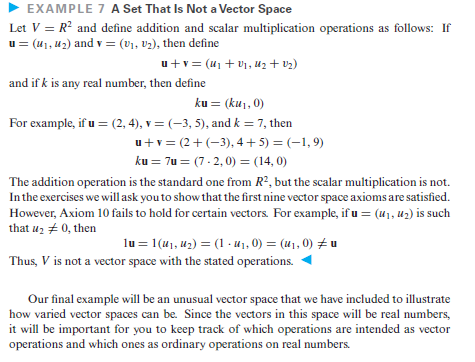 ▶ EXAMPLE 7 A Set That Is Not a Vector Space
Let V = R² and define addition and scalar multiplication operations as follows: If
u = (u₁, u₂) and v = (v₁, v₂), then define
u + v = (u₁ + v₁, u₂ + v₂)
and if k is any real number, then define
ku = (ku₁, 0)
For example, if u = (2, 4), v = (−3, 5), and k = 7, then
u + v = (2 + (−3), 4 + 5) = (−1, 9)
ku = 7u = (7 · 2, 0) = (14, 0)
The addition operation is the standard one from R², but the scalar multiplication is not.
In the exercises we will ask you to show that the first nine vector space axioms are satisfied.
However, Axiom 10 fails to hold for certain vectors. For example, if u = (u₁, u₂) is such
that u₂ ≠ 0, then
1u = 1(u₁, u₂) = (1 · u₁, 0) = (u₁, 0) ≠ u
Thus, V is not a vector space with the stated operations. ◀
Our final example will be an unusual vector space that we have included to illustrate
how varied vector spaces can be. Since the vectors in this space will be real numbers,
it will be important for you to keep track of which operations are intended as vector
operations and which ones as ordinary operations on real numbers.